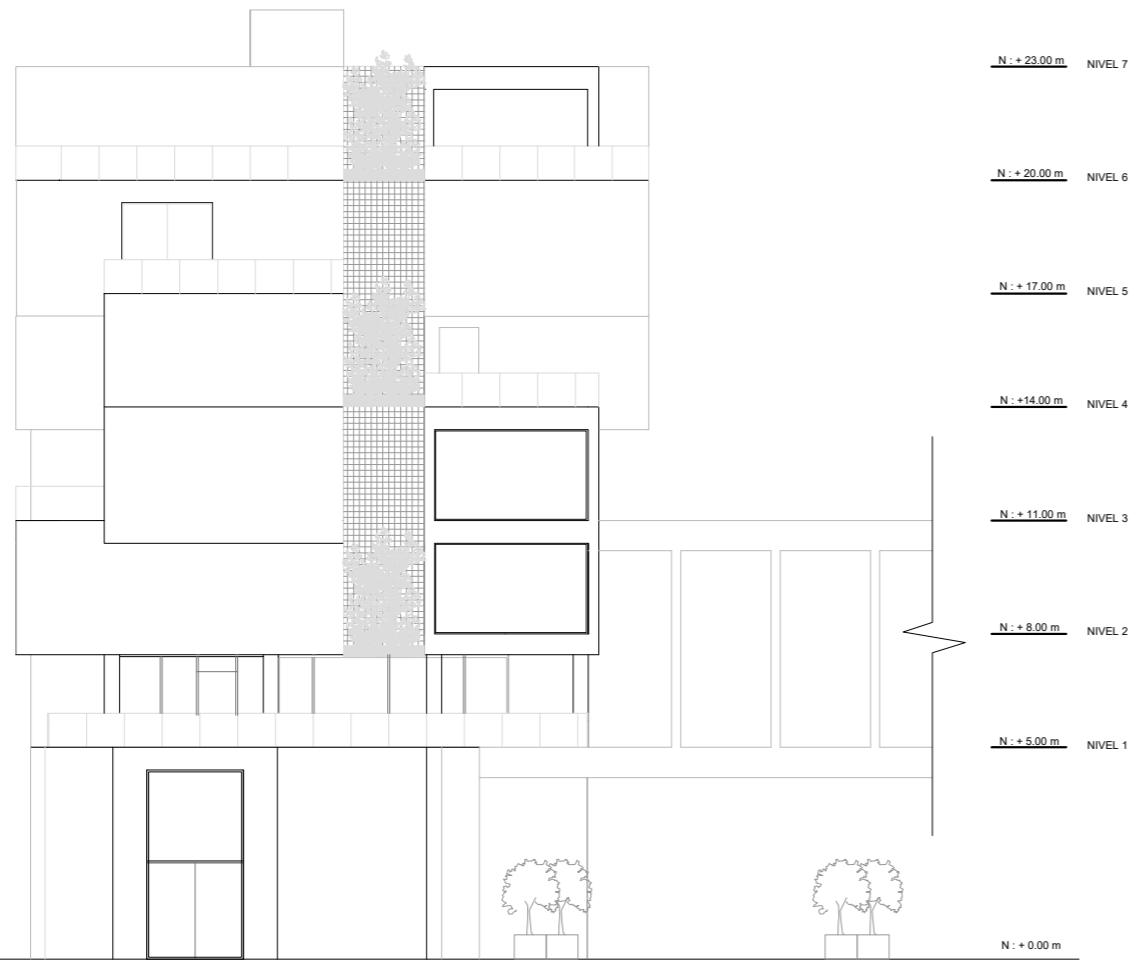 N : + 23.00 m NIVEL 7
N : + 20.00 m NIVEL 6
N : + 17.00 m NIVEL 5
N : +14.00 m NIVEL 4
N : + 11.00 m NIVEL 3
N : + 8.00 m NIVEL 2
N : + 5.00 m NIVEL 1
N : + 0.00 m